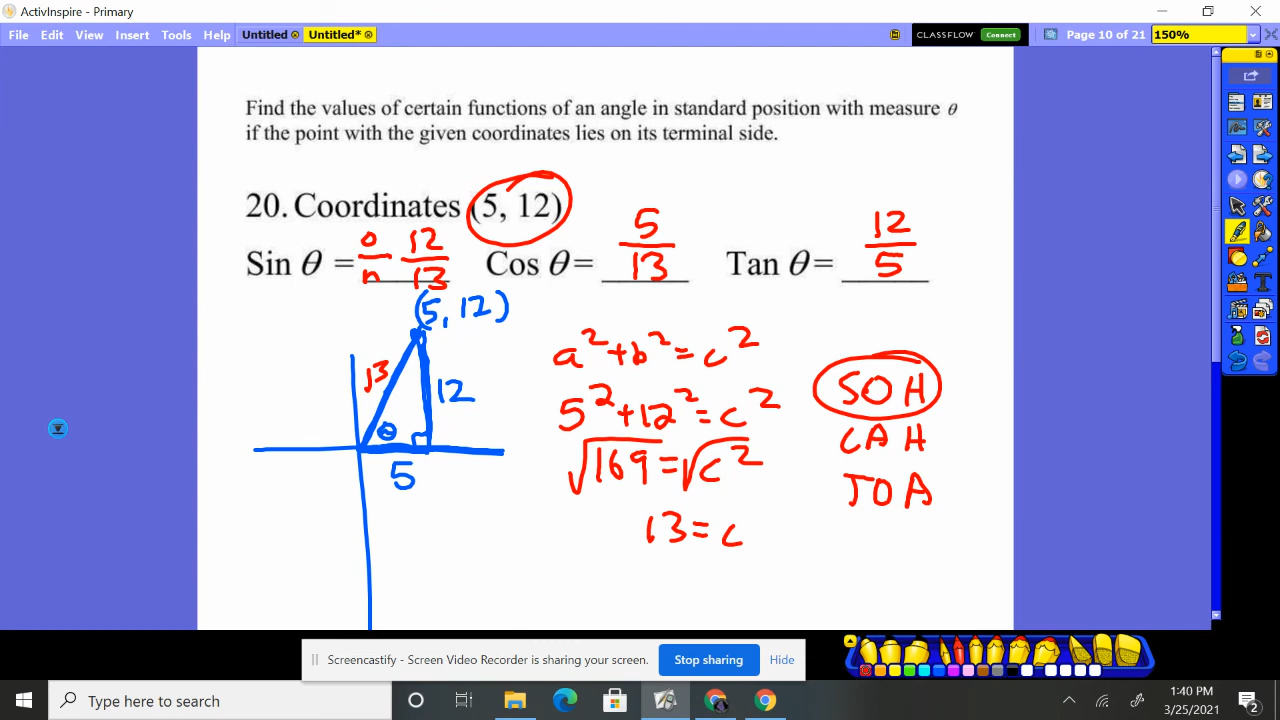 ActivInspire - Primary
File Edit View Insert Tools Help Untitled Untitled* CLASSFLOW Connect Page 10 of 21 150%
Find the values of certain functions of an angle in standard position with measure θ
if the point with the given coordinates lies on its terminal side.
20. Coordinates (5, 12)
Sin θ = o/h 12/13 Cos θ = 5/13 Tan θ = 12/5
(5, 12)
13
12
θ
5
a²+b²=c²
5²+12²=c²
√169=√c²
13=c
SOH
CAH
TOA
Screencastify - Screen Video Recorder is sharing your screen. Stop sharing Hide
Type here to search
1:40 PM
3/25/2021
2